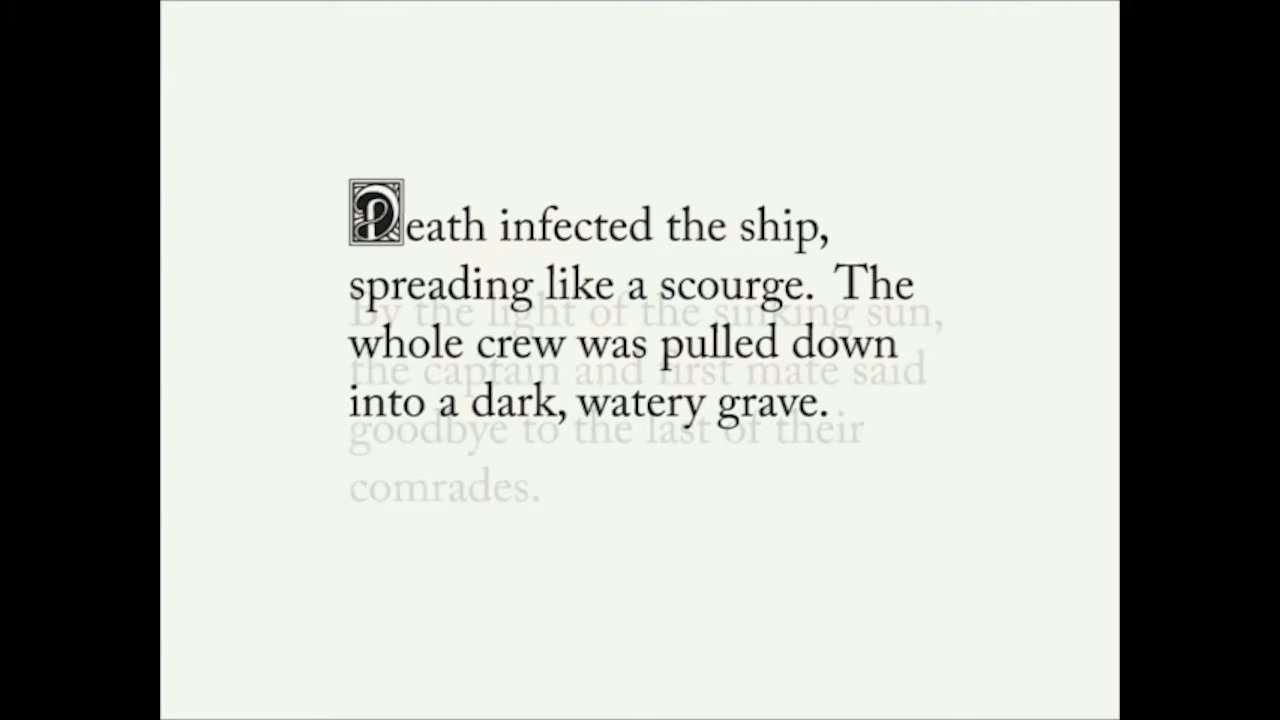 Death infected the ship,
spreading like a scourge. The
whole crew was pulled down
into a dark, watery grave.
By the light of the sinking sun,
the captain and first mate said
goodbye to the last of their
comrades.